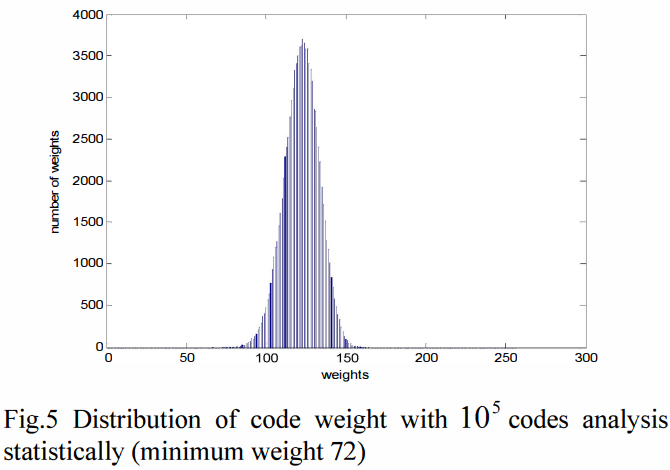 4000
3500
3000
2500
2000
1500
1000
500
0
number of weights
0 50 100 150 200 250 300
weights
Fig.5 Distribution of code weight with 10^5 codes analysis
statistically (minimum weight 72)